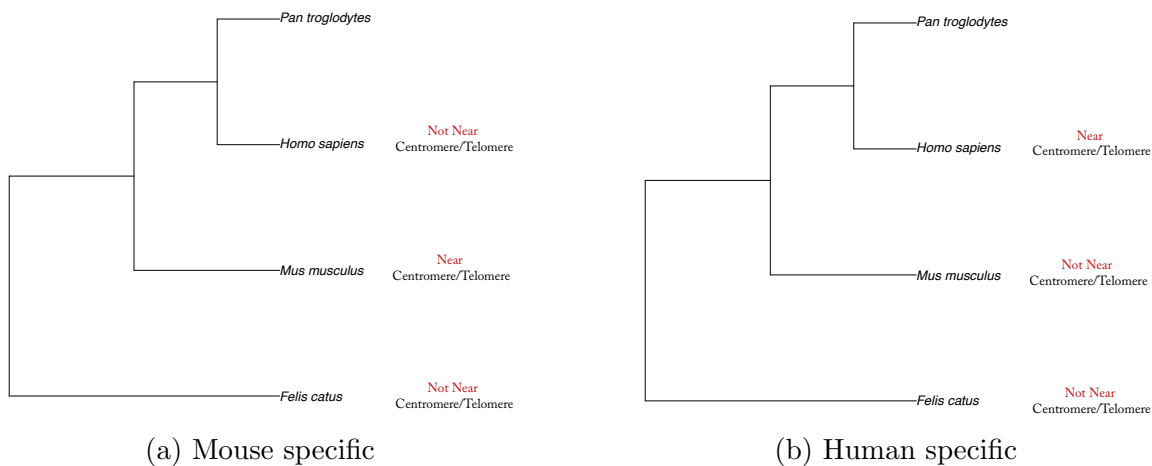 Pan troglodytes
Homo sapiens
Not Near
Centromere/Telomere
Mus musculus
Near
Centromere/Telomere
Felis catus
Not Near
Centromere/Telomere
(a) Mouse specific
Pan troglodytes
Homo sapiens
Near
Centromere/Telomere
Mus musculus
Not Near
Centromere/Telomere
Felis catus
Not Near
Centromere/Telomere
(b) Human specific